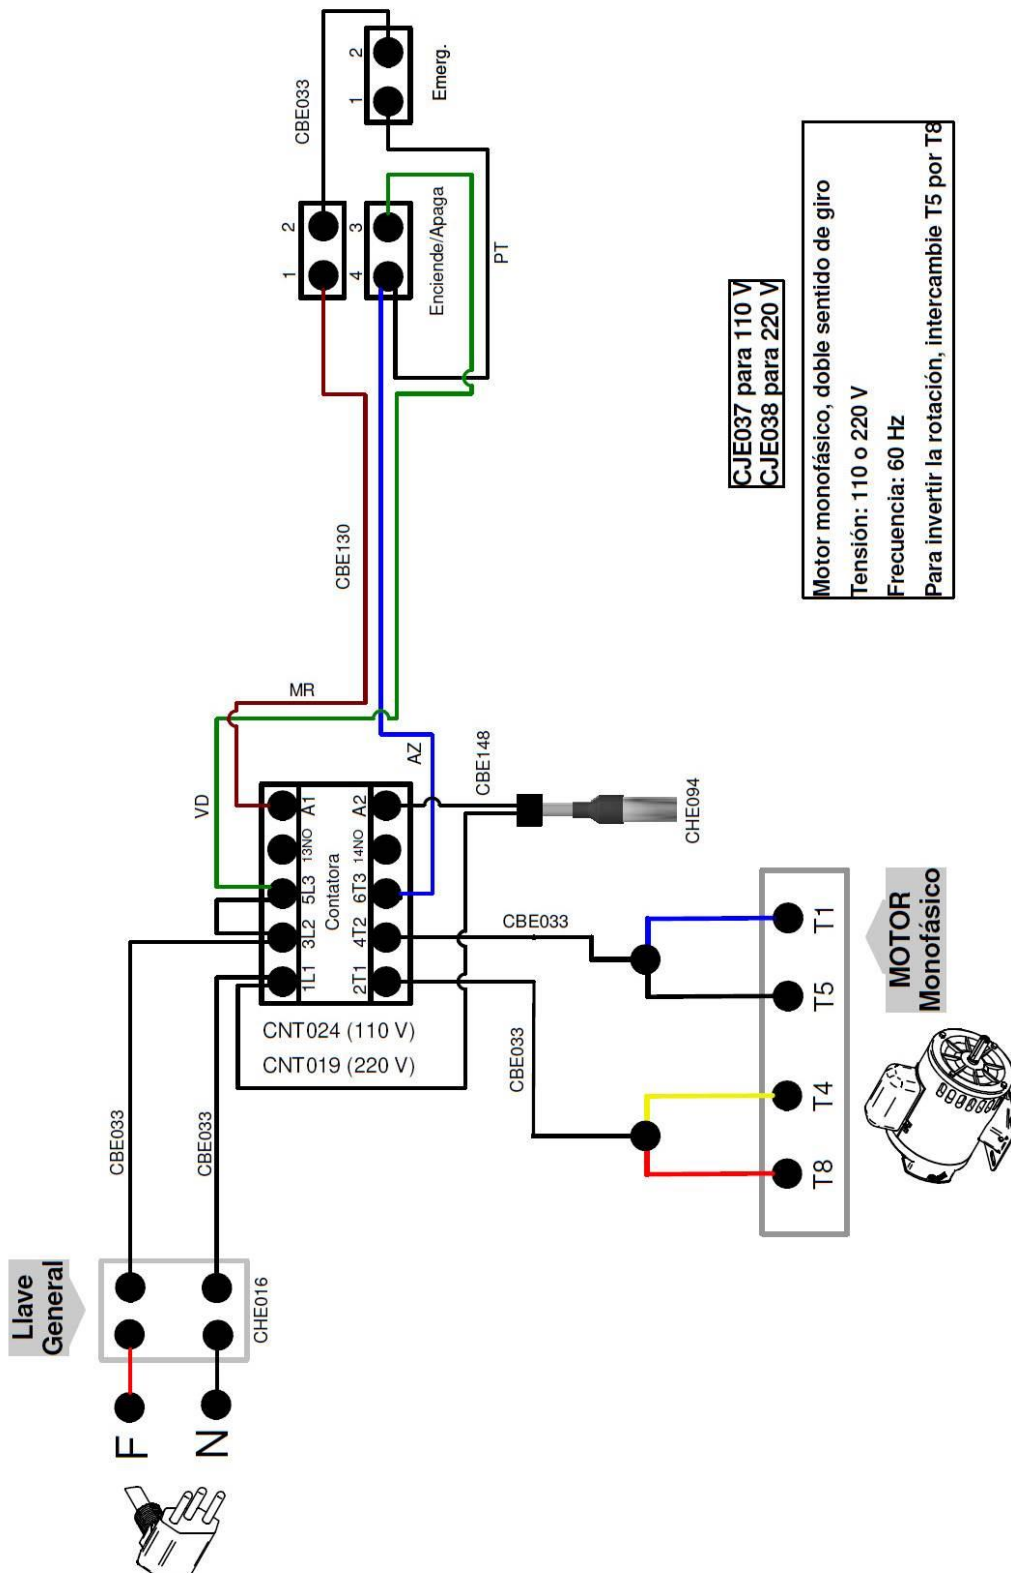 F
N
Llave
General
CHE016
CBE033
CBE033
VD
MR
CBE130
1L1
3L2
5L3
13NO
A1
Contatora
2T1
4T2
6T3
14NO
A2
CNT024 (110 V)
CNT019 (220 V)
AZ
CBE148
CHE094
CBE033
CBE033
1
2
4
3
Enciende/Apaga
CBE033
1
2
Emerg.
PT
T8
T4
T5
T1
MOTOR
Monofásico
CJE037 para 110 V
CJE038 para 220 V
Motor monofásico, doble sentido de giro
Tensión: 110 o 220 V
Frecuencia: 60 Hz
Para invertir la rotación, intercambie T5 por T8